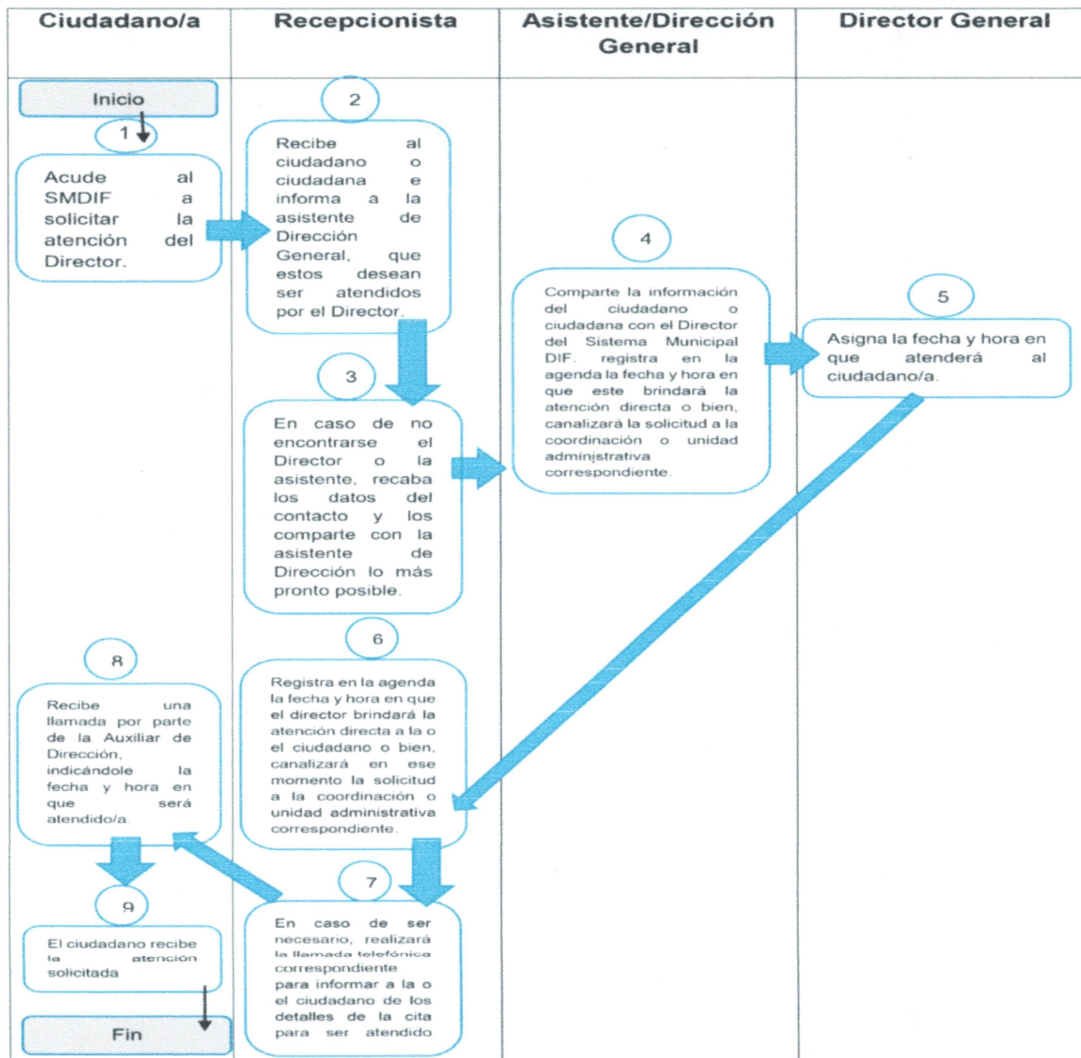 Ciudadano/a
Recepcionista
Asistente/Dirección
General
Director General
Inicio
1
Acude al
SMDIF a
solicitar la
atención del
Director.
2
Recibe al
ciudadano o
ciudadana e
informa a la
asistente de
Dirección
General, que
estos desean
ser atendidos
por el Director.
3
En caso de no
encontrarse el
Director o la
asistente, recaba
los datos del
contacto y los
comparte con la
asistente de
Dirección lo más
pronto posible.
4
Comparte la información
del ciudadano o
ciudadana con el Director
del Sistema Municipal
DIF. registra en la
agenda la fecha y hora en
que este brindará la
atención directa o bien,
canalizará la solicitud a la
coordinación o unidad
administrativa
correspondiente.
5
Asigna la fecha y hora en
que atenderá al
ciudadano/a.
6
Registra en la agenda
la fecha y hora en que
el director brindará la
atención directa a la o
el ciudadano o bien,
canalizará en ese
momento la solicitud
a la coordinación o
unidad administrativa
correspondiente.
7
En caso de ser
necesario, realizará
la llamada telefónica
correspondiente
para informar a la o
el ciudadano de los
detalles de la cita
para ser atendido
8
Recibe una
llamada por parte
de la Auxiliar de
Dirección,
indicándole la
fecha y hora en
que será
atendido/a.
9
El ciudadano recibe
la atención
solicitada
Fin